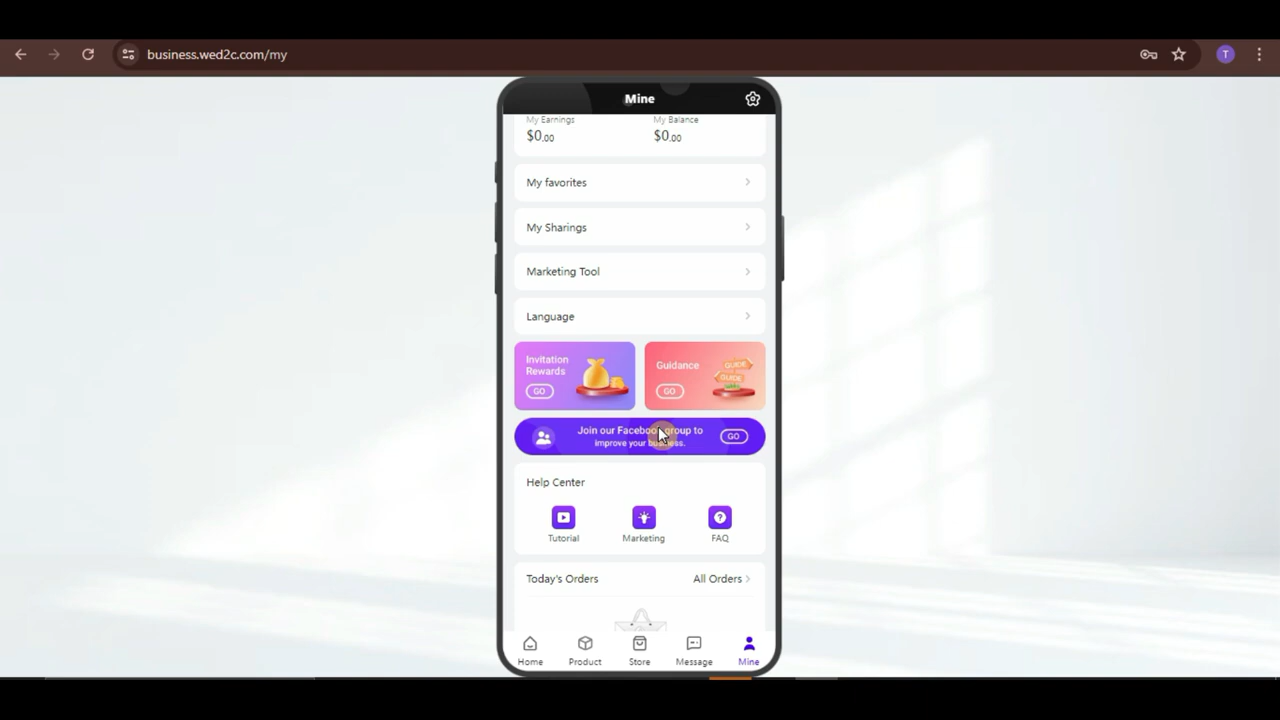 business.wed2c.com/my
T
Mine
My Earnings
My Balance
$0.00
$0.00
My favorites
My Sharings
Marketing Tool
Language
Invitation
Rewards
GO
Guidance
GO
GUIDE
GUIDE
Join our Facebook group to
improve your business.
GO
Help Center
Tutorial
Marketing
FAQ
Today's Orders
All Orders
Home
Product
Store
Message
Mine